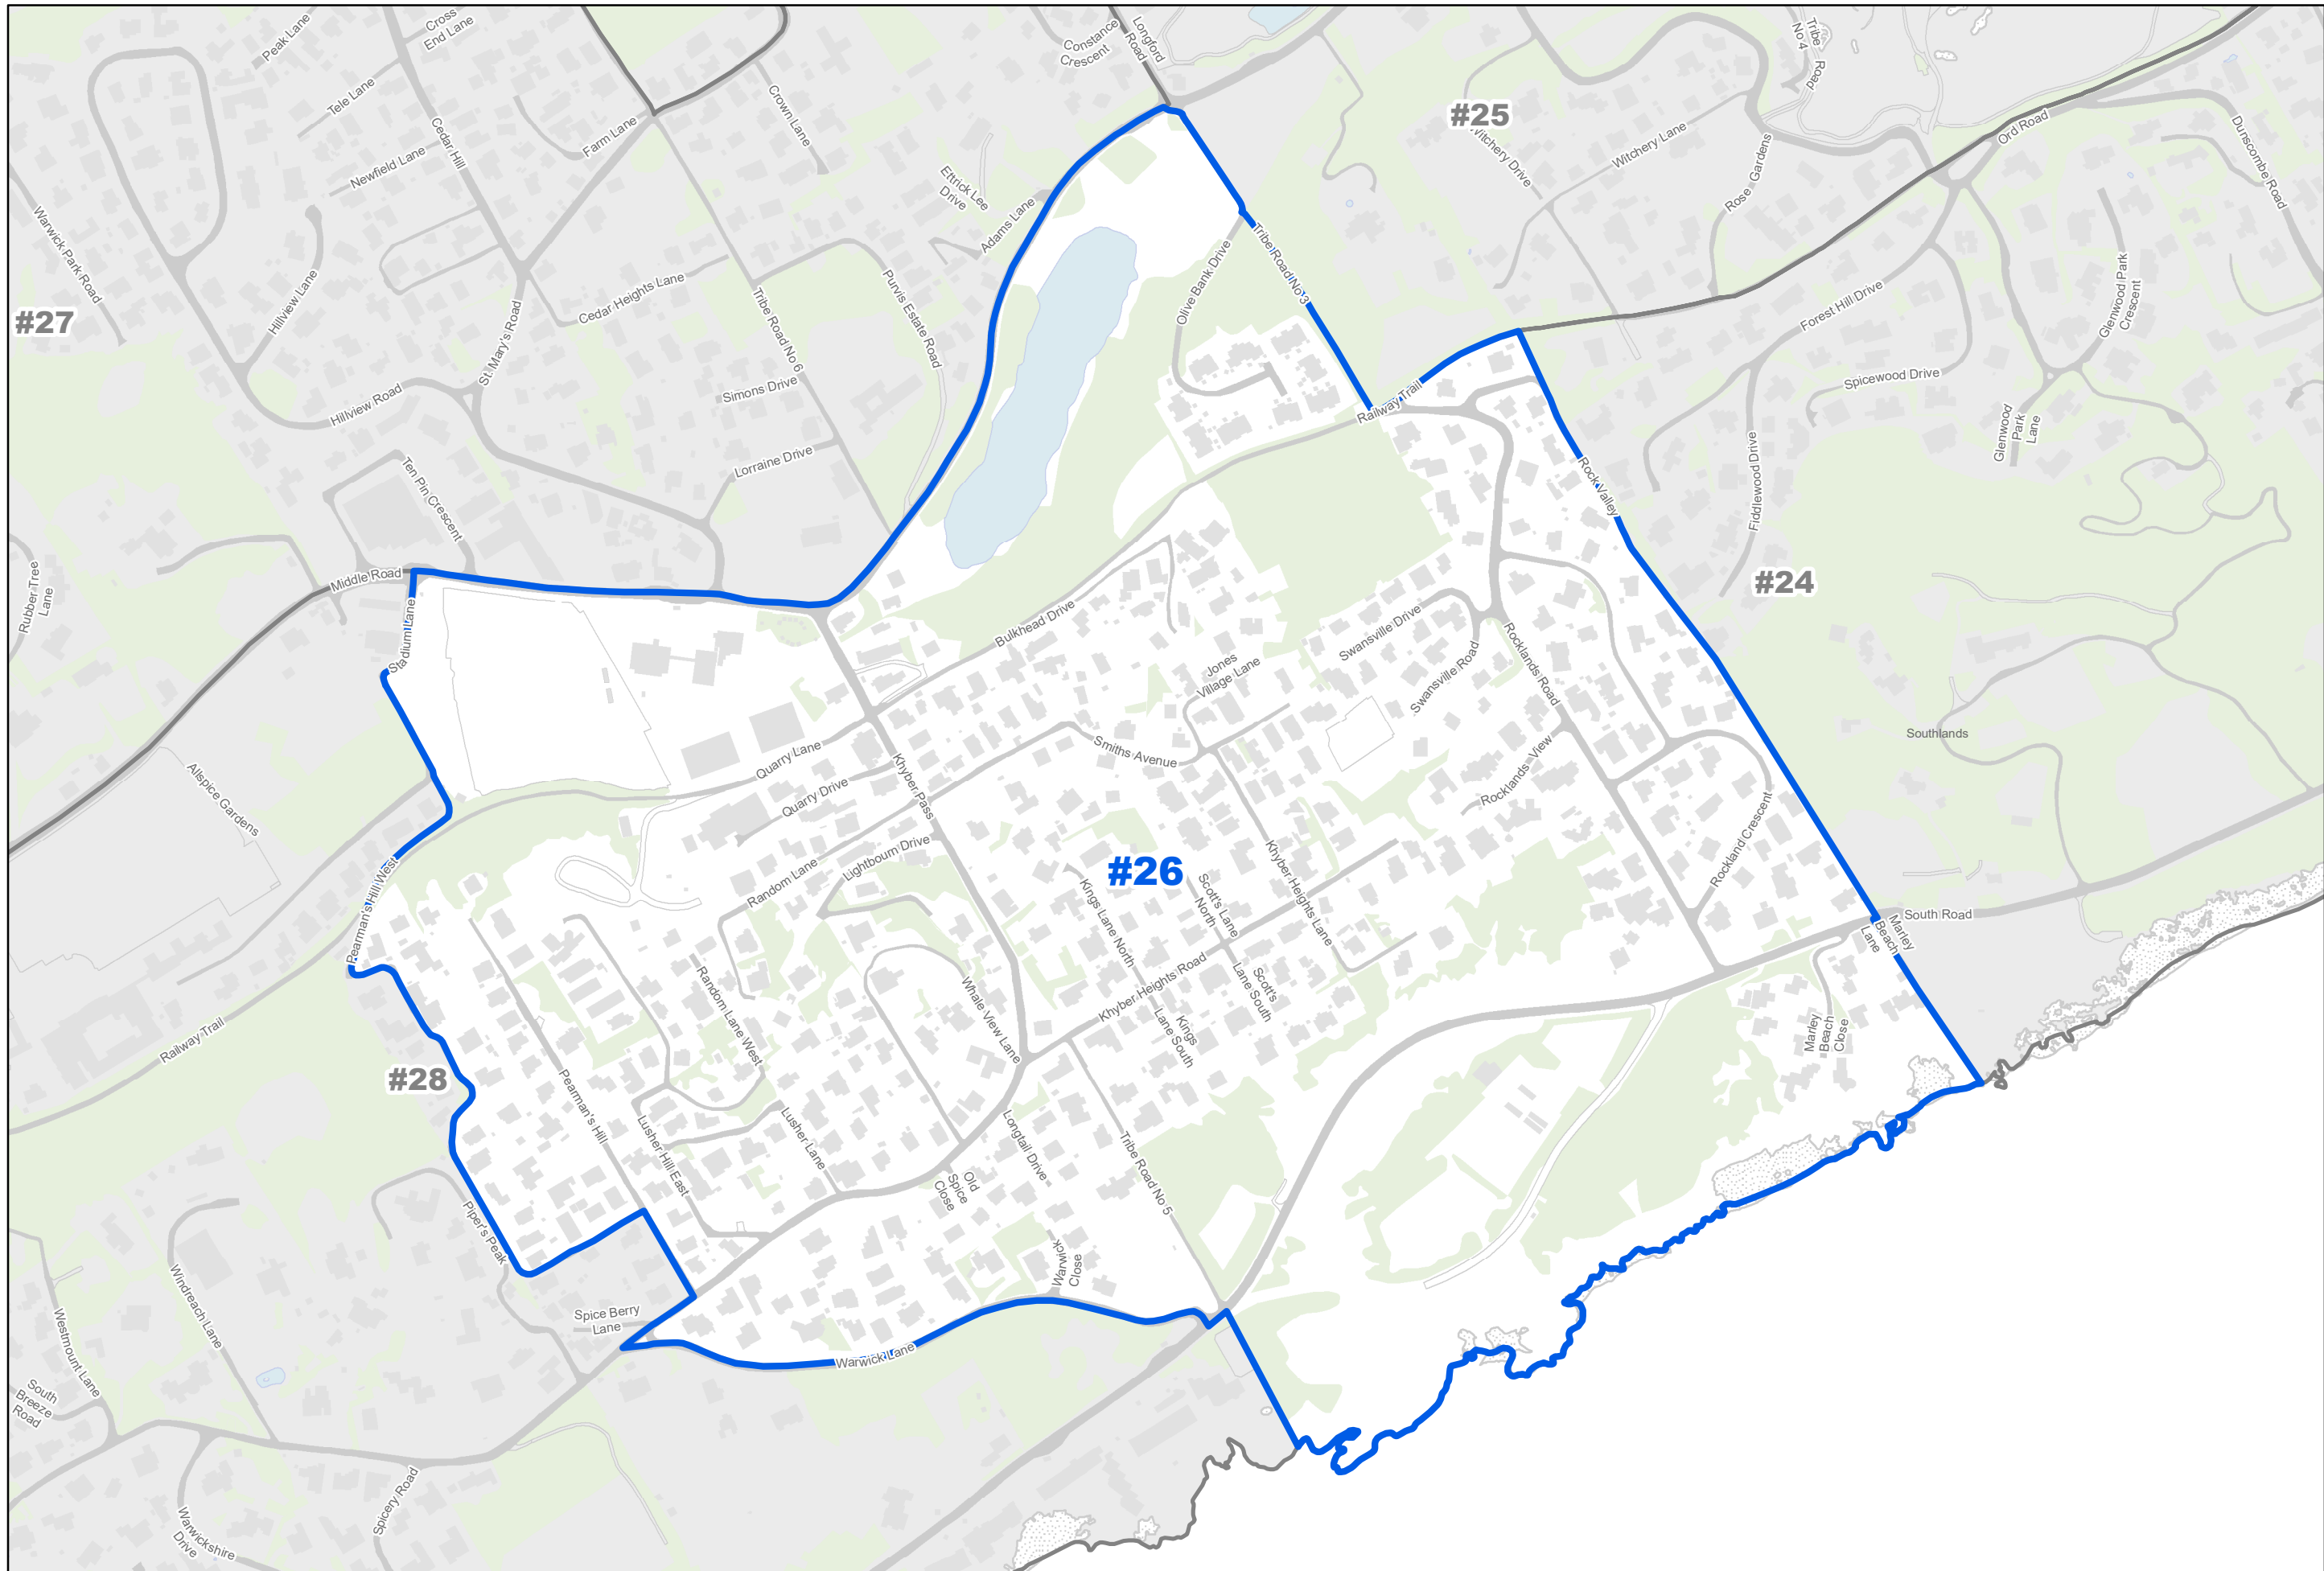 Cross
End Lane
Peak Lane
Tele Lane
Cedar Hill
Farm Lane
Newfield Lane
Crown Lane
Constance
Crescent
Longford
Road
Tribe Road
No 4
#25
Witchery Drive
Witchery Lane
Rose Gardens
Ord Road
Dunscombe Road
Ettrick Lee
Drive
Adams Lane
Warwick Park Road
#27
Hillview Lane
St. Mary's Road
Cedar Heights Lane
Tribe Road No 6
Purvis Estate Road
Olive Bank Drive
Tribe Road No 3
Forest Hill Drive
Glenwood Park
Crescent
Spicewood Drive
Glenwood
Park
Lane
Fiddlewood Drive
Hillview Road
Simons Drive
Lorraine Drive
Ten Pin Crescent
Railway Trail
Rock Valley
#24
Middle Road
Rubber Tree
Lane
Stadium Lane
Bulkhead Drive
Jones
Village Lane
Swansville Drive
Swansville Road
Rocklands Road
Smiths Avenue
Rocklands View
Southlands
Allspice Gardens
Quarry Lane
Quarry Drive
Khyber Pass
Random Lane
Lightbourn Drive
Rockland Crescent
#26
Khyber Heights Lane
Kings Lane North
Scott's Lane
North
Pearman's Hill West
South Road
Marley
Beach
Lane
Random Lane West
Whale View Lane
Khyber Heights Road
Scott's
Lane South
Kings
Lane South
Marley
Beach
Close
Railway Trail
#28
Pearman's Hill
Lusher Hill East
Lusher Lane
Longtail Drive
Old
Spice
Close
Tribe Road No 5
Piper's Peak
Windreach Lane
Westmount Lane
Warwick
Close
Spice Berry
Lane
Warwick Lane
South
Breeze
Road
Spicery Road
Warwickshire
Drive